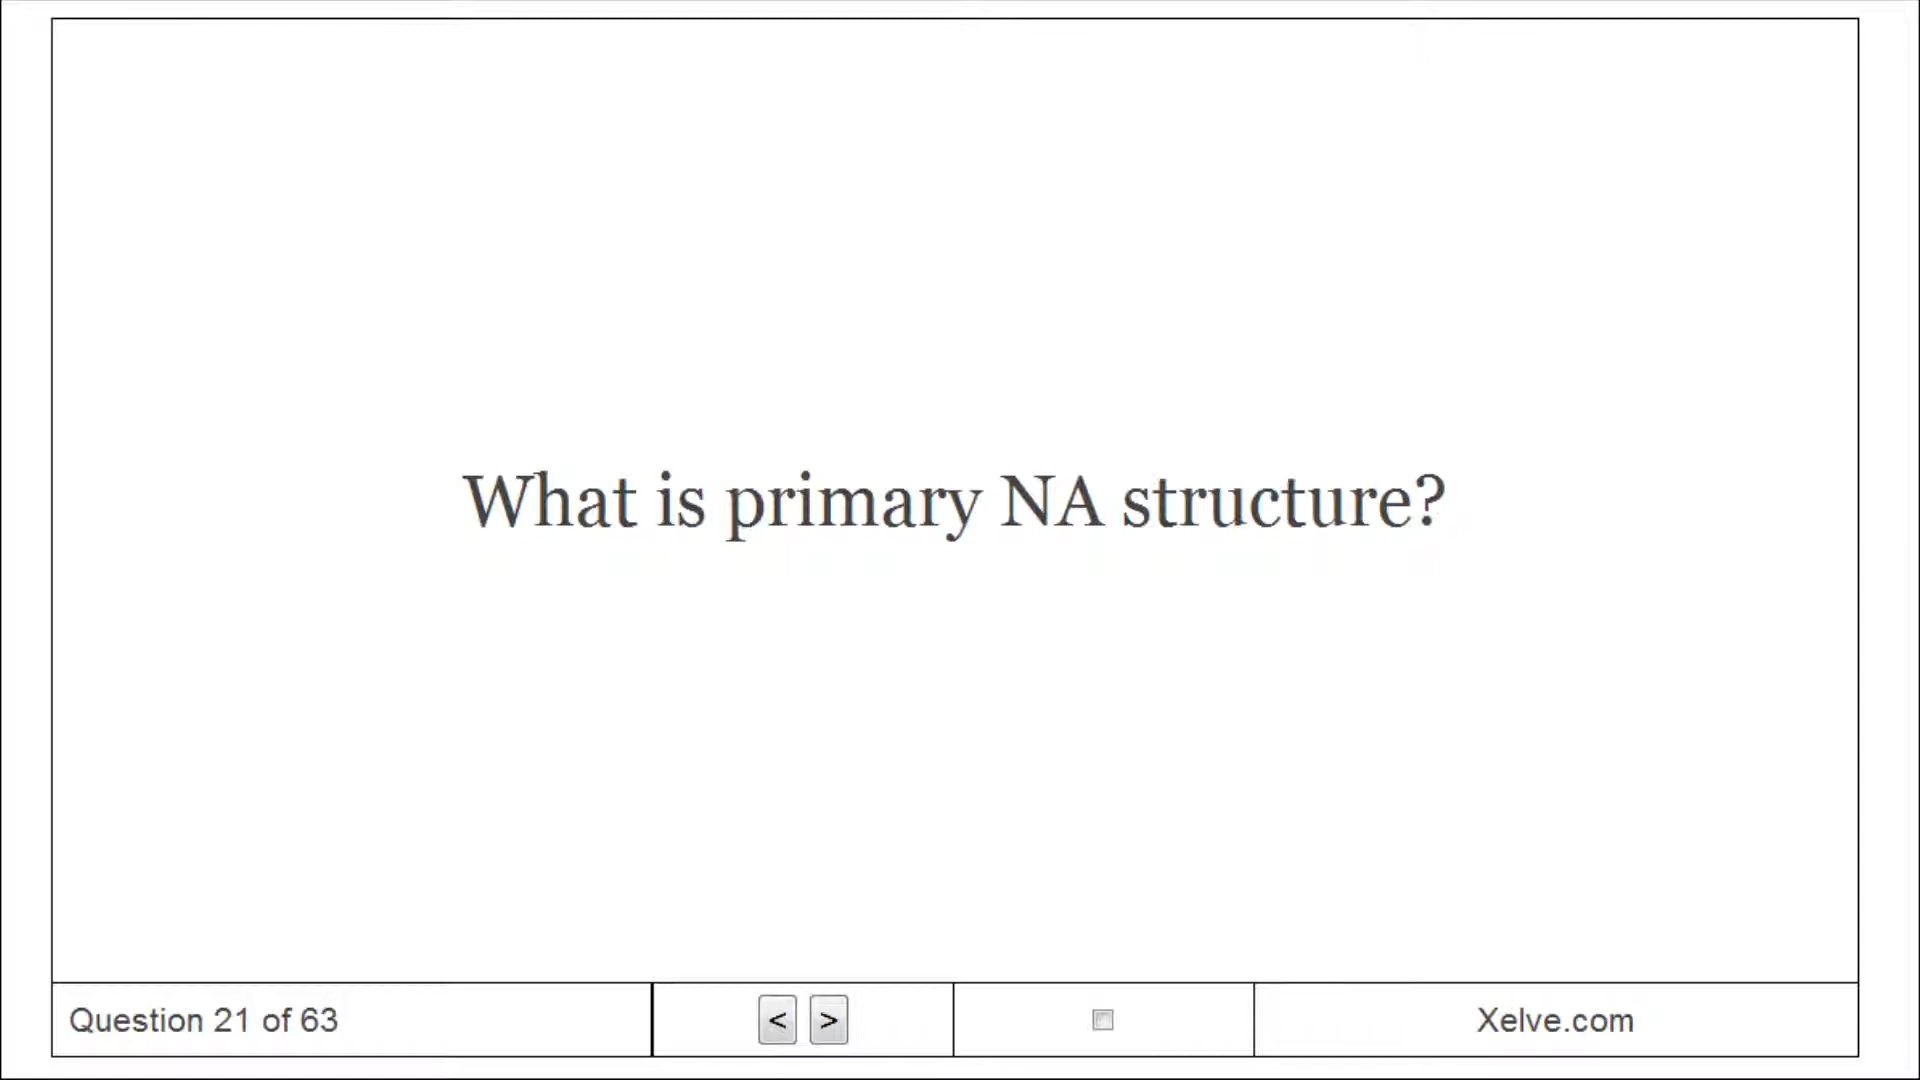 What is primary NA structure?
Question 21 of 63
< >
Xelve.com